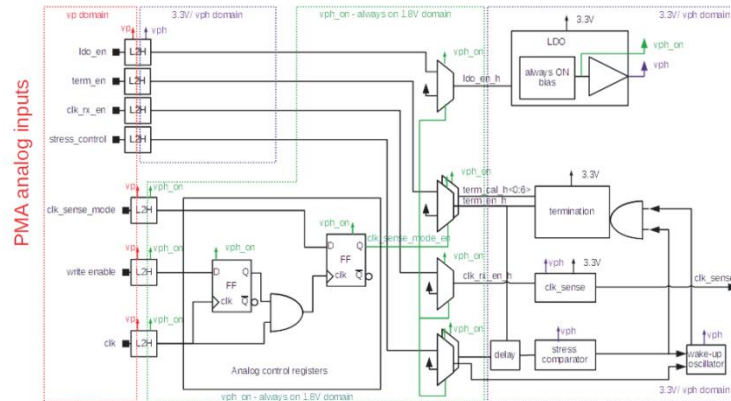 vp domain
3.3V/ vph domain
vph_on - always on 1.8V domain
3.3V/ vph domain
PMA analog inputs
vp
vph
ldo_en
L2H
term_en
L2H
clk_rx_en
L2H
stress_control
L2H
vph_on
ldo_en_h
3.3V
LDO
always ON
bias
vph_on
vph
vp
vph_on
clk_sense_mode
L2H
vp
vph_on
write enable
L2H
vp
vph_on
clk
L2H
vph_on
D
Q
FF
clk
Q
vph_on
D
Q
FF
clk
Q
clk_sense_mode_en
Analog control registers
vph_on
term_cal_h<0:6>
term_en_h
3.3V
termination
vph_on
clk_rx_en_h
vph
3.3V
clk_sense
clk_sense
vph_on
delay
vph
stress
comparator
vph
wake-up
oscillator
vph_on - always on 1.8V domain
3.3V/ vph domain